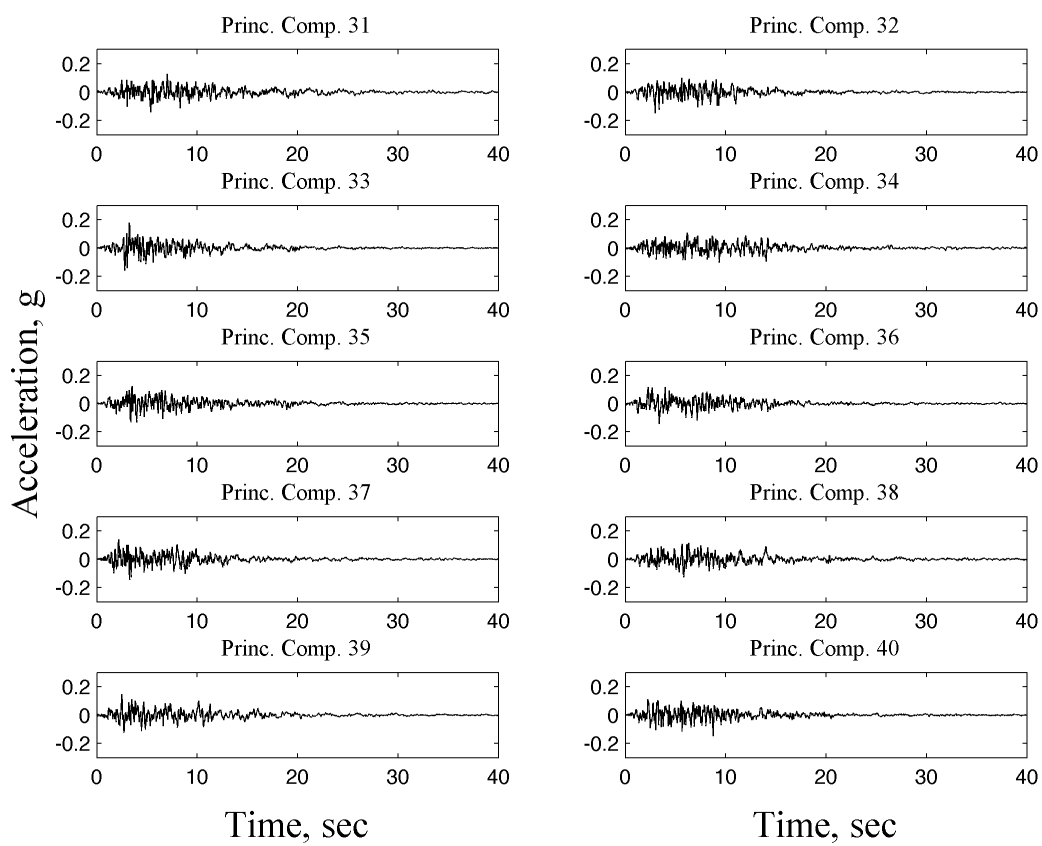 Princ. Comp. 31
0.2
0
-0.2
0 10 20 30 40
Princ. Comp. 32
0.2
0
-0.2
0 10 20 30 40
Princ. Comp. 33
0.2
0
-0.2
0 10 20 30 40
Princ. Comp. 34
0.2
0
-0.2
0 10 20 30 40
Princ. Comp. 35
0.2
0
-0.2
0 10 20 30 40
Princ. Comp. 36
0.2
0
-0.2
0 10 20 30 40
Princ. Comp. 37
0.2
0
-0.2
0 10 20 30 40
Princ. Comp. 38
0.2
0
-0.2
0 10 20 30 40
Princ. Comp. 39
0.2
0
-0.2
0 10 20 30 40
Princ. Comp. 40
0.2
0
-0.2
0 10 20 30 40
Acceleration, g
Time, sec
Time, sec